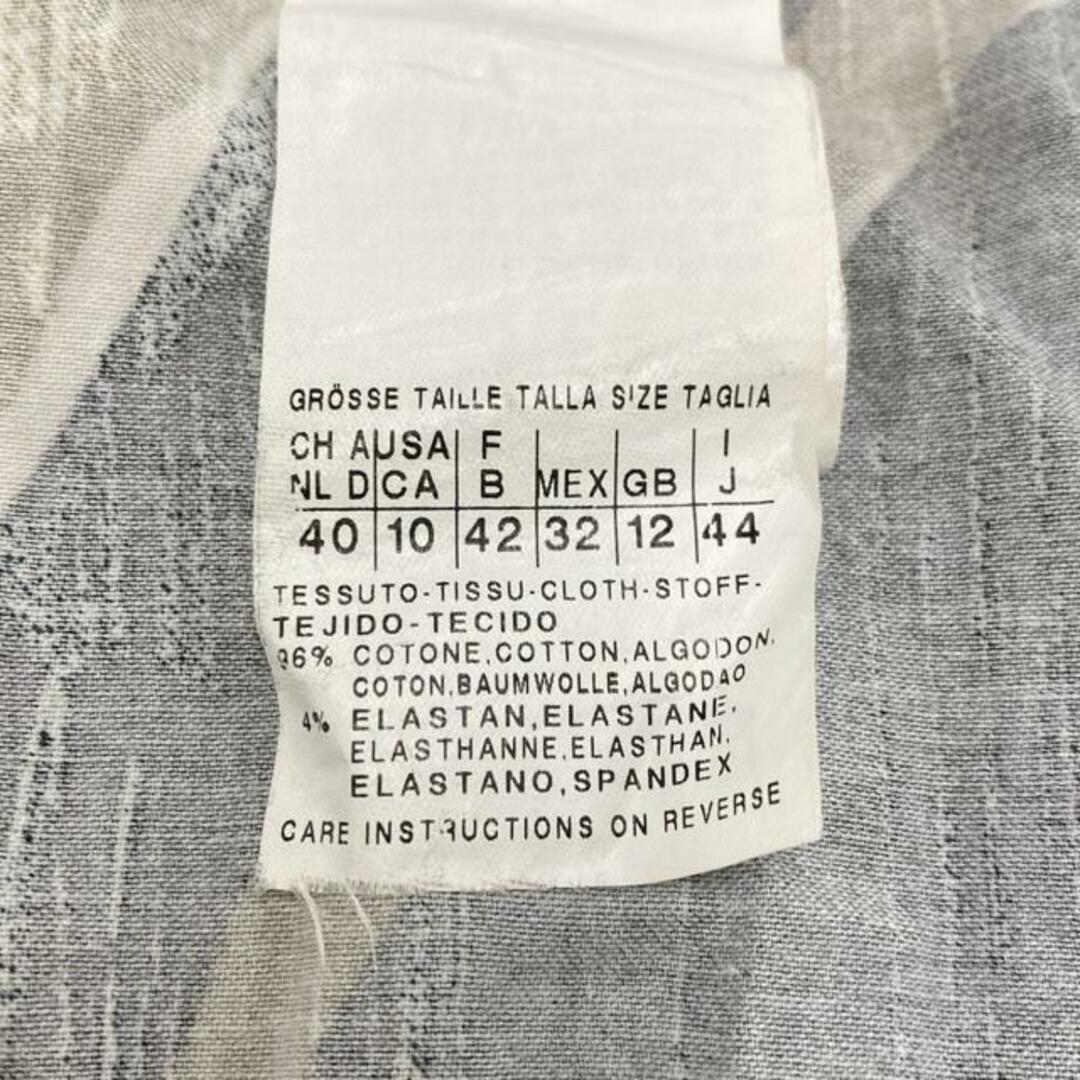 GRÖSSE TAILLE TALLA SIZE TAGLIA
CH A USA F I
NL D CA B MEX GB J
40 10 42 32 12 44
TESSUTO-TISSU-CLOTH-STOFF-
TEJIDO-TECIDO
96% COTONE,COTTON,ALGODON,
COTON,BAUMWOLLE,ALGODAO
4% ELASTAN,ELASTANE,
ELASTHANNE,ELASTHAN,
ELASTANO,SPANDEX
CARE INSTRUCTIONS ON REVERSE